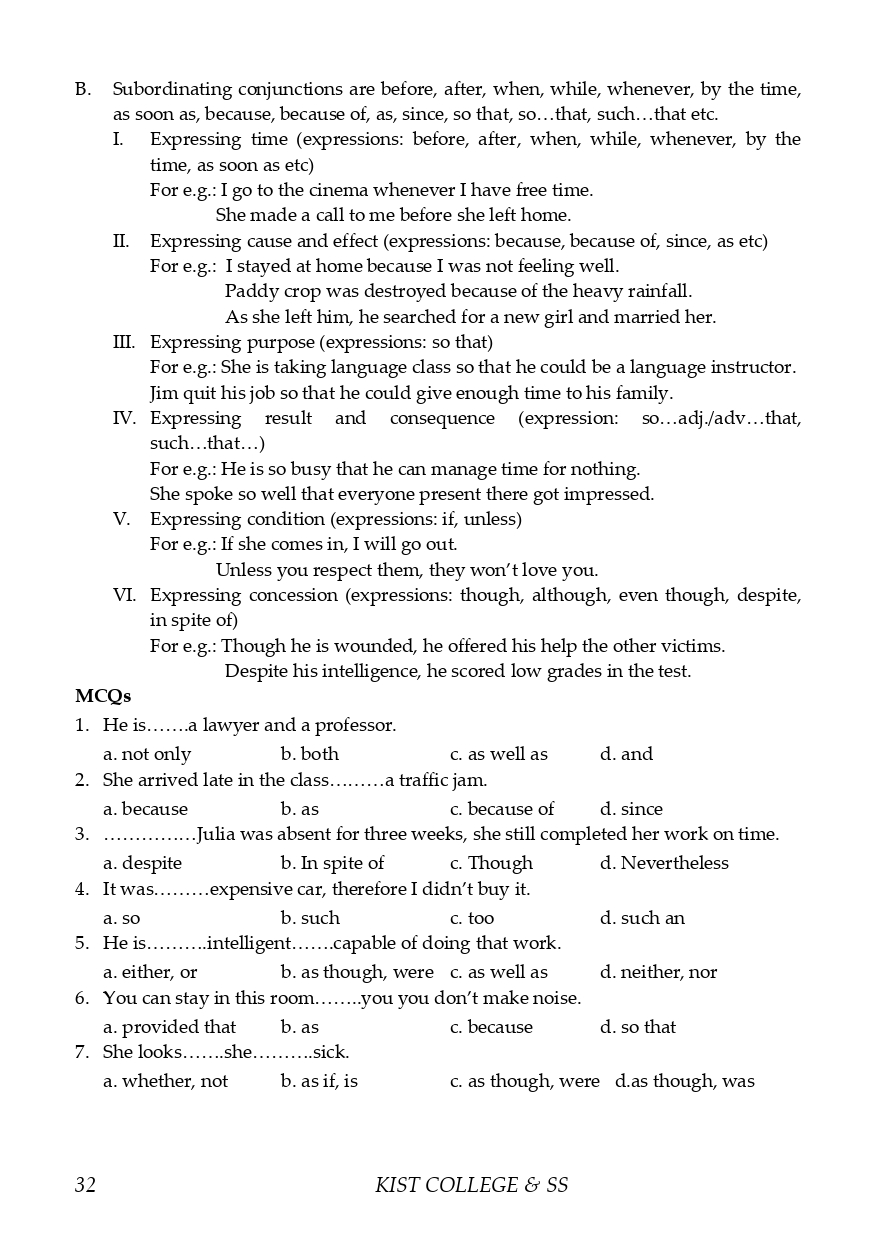 B. Subordinating conjunctions are before, after, when, while, whenever, by the time,
as soon as, because, because of, as, since, so that, so…that, such…that etc.
I. Expressing time (expressions: before, after, when, while, whenever, by the
time, as soon as etc)
For e.g.: I go to the cinema whenever I have free time.
She made a call to me before she left home.
II. Expressing cause and effect (expressions: because, because of, since, as etc)
For e.g.: I stayed at home because I was not feeling well.
Paddy crop was destroyed because of the heavy rainfall.
As she left him, he searched for a new girl and married her.
III. Expressing purpose (expressions: so that)
For e.g.: She is taking language class so that he could be a language instructor.
Jim quit his job so that he could give enough time to his family.
IV. Expressing result and consequence (expression: so…adj./adv…that,
such…that…)
For e.g.: He is so busy that he can manage time for nothing.
She spoke so well that everyone present there got impressed.
V. Expressing condition (expressions: if, unless)
For e.g.: If she comes in, I will go out.
Unless you respect them, they won't love you.
VI. Expressing concession (expressions: though, although, even though, despite,
in spite of)
For e.g.: Though he is wounded, he offered his help the other victims.
Despite his intelligence, he scored low grades in the test.
MCQs
1. He is…….a lawyer and a professor.
a. not only b. both c. as well as d. and
2. She arrived late in the class………a traffic jam.
a. because b. as c. because of d. since
3. ……………Julia was absent for three weeks, she still completed her work on time.
a. despite b. In spite of c. Though d. Nevertheless
4. It was………expensive car, therefore I didn't buy it.
a. so b. such c. too d. such an
5. He is……….intelligent…….capable of doing that work.
a. either, or b. as though, were c. as well as d. neither, nor
6. You can stay in this room……..you you don't make noise.
a. provided that b. as c. because d. so that
7. She looks…….she……….sick.
a. whether, not b. as if, is c. as though, were d.as though, was
32 KIST COLLEGE & SS